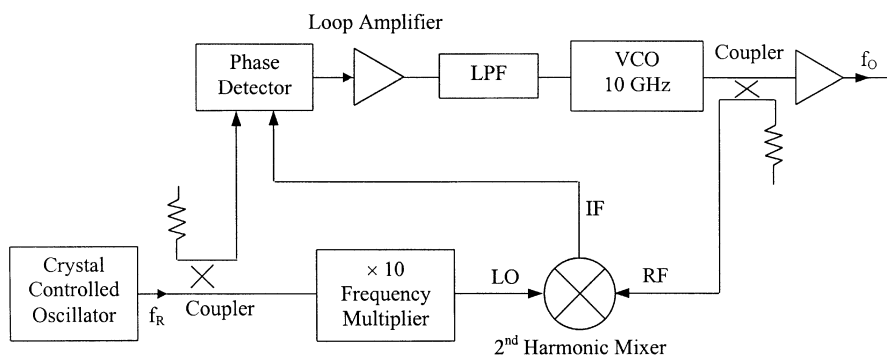 Loop Amplifier
Phase
Detector
LPF
VCO
10 GHz
Coupler
fO
IF
Crystal
Controlled
Oscillator
fR
Coupler
× 10
Frequency
Multiplier
LO
RF
2nd Harmonic Mixer